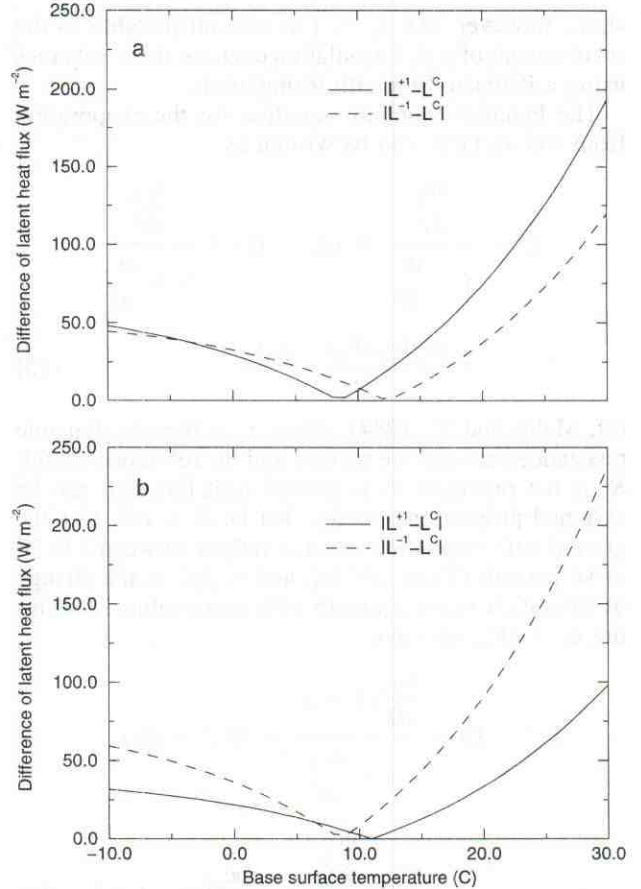 250.0
200.0
150.0
100.0
50.0
0.0
Difference of latent heat flux (W m⁻²)
a
|L⁺¹–Lᶜ|
|L⁻¹–Lᶜ|
250.0
200.0
150.0
100.0
50.0
0.0
Difference of latent heat flux (W m⁻²)
b
|L⁺¹–Lᶜ|
|L⁻¹–Lᶜ|
−10.0 0.0 10.0 20.0 30.0
Base surface temperature (C)